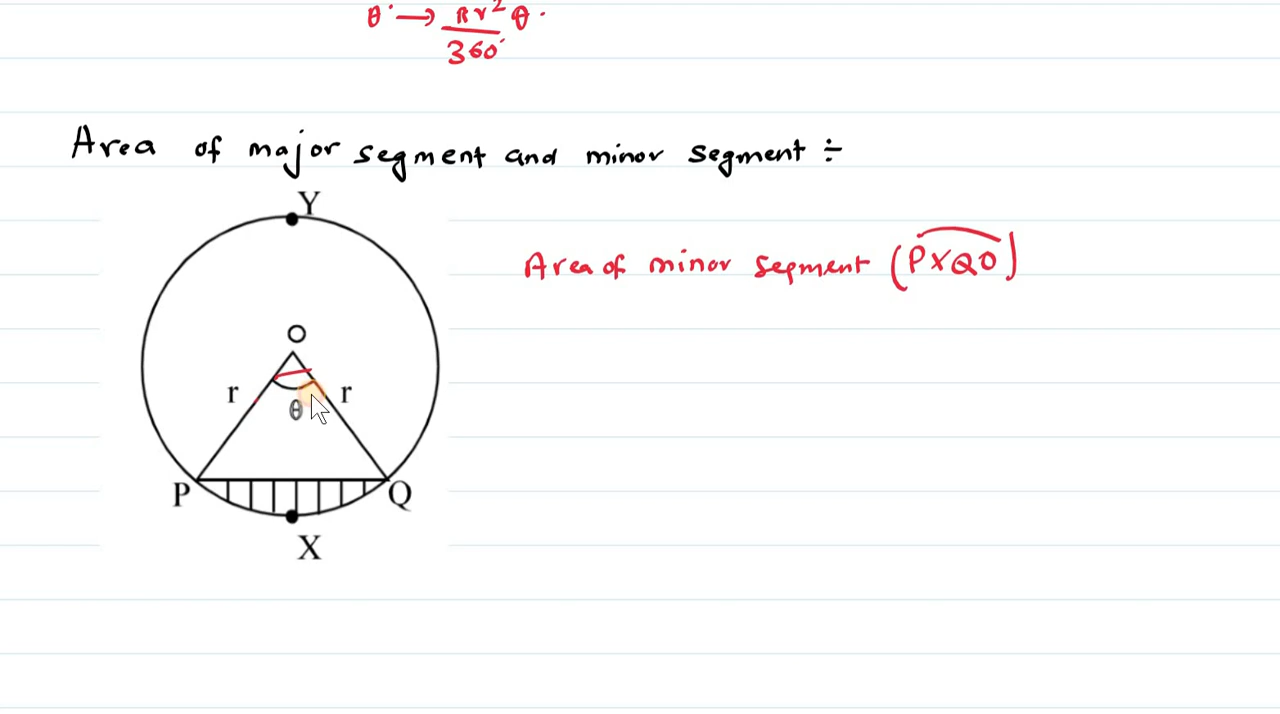 θ° → πr²θ
360°
Area of major segment and minor segment ÷
Y
Area of minor segment (PXQO)
O
r r
θ
P Q
X